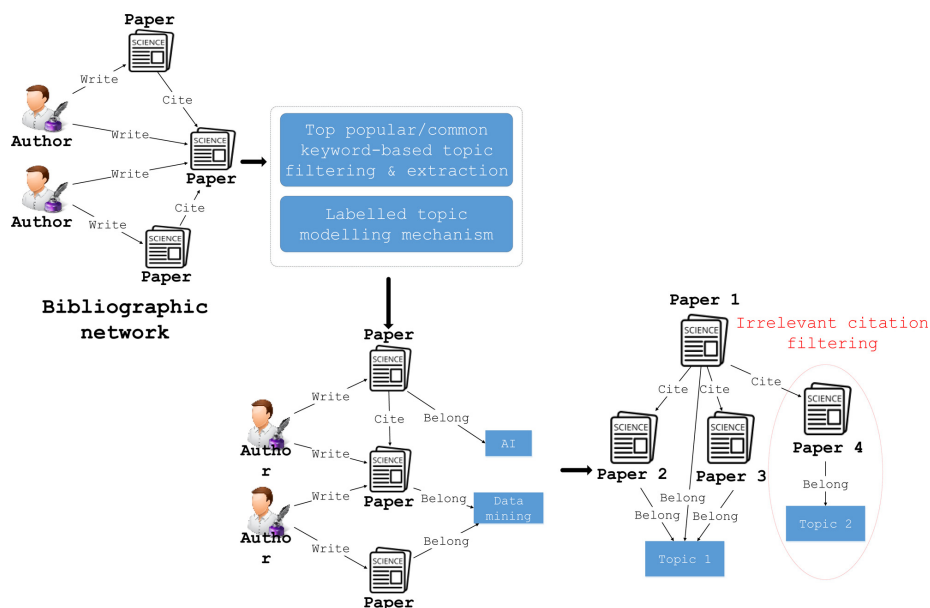 Paper
SCIENCE
Write
Cite
Author
Write
SCIENCE
Paper
Write
Author
Cite
Write
SCIENCE
Paper
Bibliographic
network
Top popular/common
keyword-based topic
filtering & extraction
Labelled topic
modelling mechanism
Paper
SCIENCE
Write
Cite
Belong
AI
Autho
r
Write
SCIENCE
Paper
Write
Belong
Data
mining
Autho
r
Write
Belong
SCIENCE
Paper
Paper 1
SCIENCE
Irrelevant citation
filtering
Cite
Cite
Cite
SCIENCE
Paper 2
SCIENCE
Paper 3
SCIENCE
Paper 4
Belong
Belong
Belong
Belong
Topic 1
Topic 2